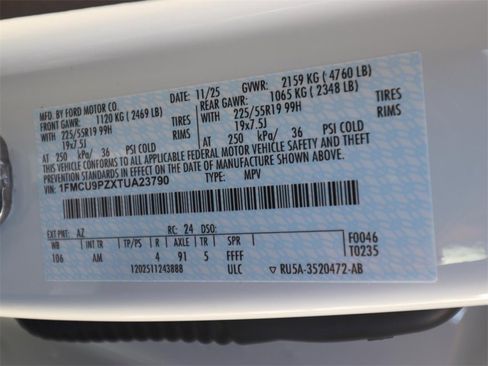 MFD. BY FORD MOTOR CO. DATE: 11/25 GVWR: 2159 KG ( 4760 LB)
FRONT GAWR: 1120 KG ( 2469 LB) REAR GAWR: 1065 KG ( 2348 LB)
225/55R19 99H TIRES 225/55R19 99H TIRES
19x7.5J RIMS 19x7.5J RIMS
AT 250 kPa/ 36 PSI COLD AT 250 kPa/ 36 PSI COLD
THIS VEHICLE CONFORMS TO ALL APPLICABLE FEDERAL MOTOR VEHICLE SAFETY AND THEFT PREVENTION STANDARDS
IN EFFECT ON THE DATE OF MANUFACTURE SHOWN ABOVE.
VIN: 1FMCU9PZXTUA23790 TYPE: MPV
EXT PNT: AZ RC: 24 DSO:
WB INT TR TP/PS R AXLE TR SPR F0046
106 AM 4 91 5 FFFF T0235
1202511243888 ULC RU5A-3520472-AB